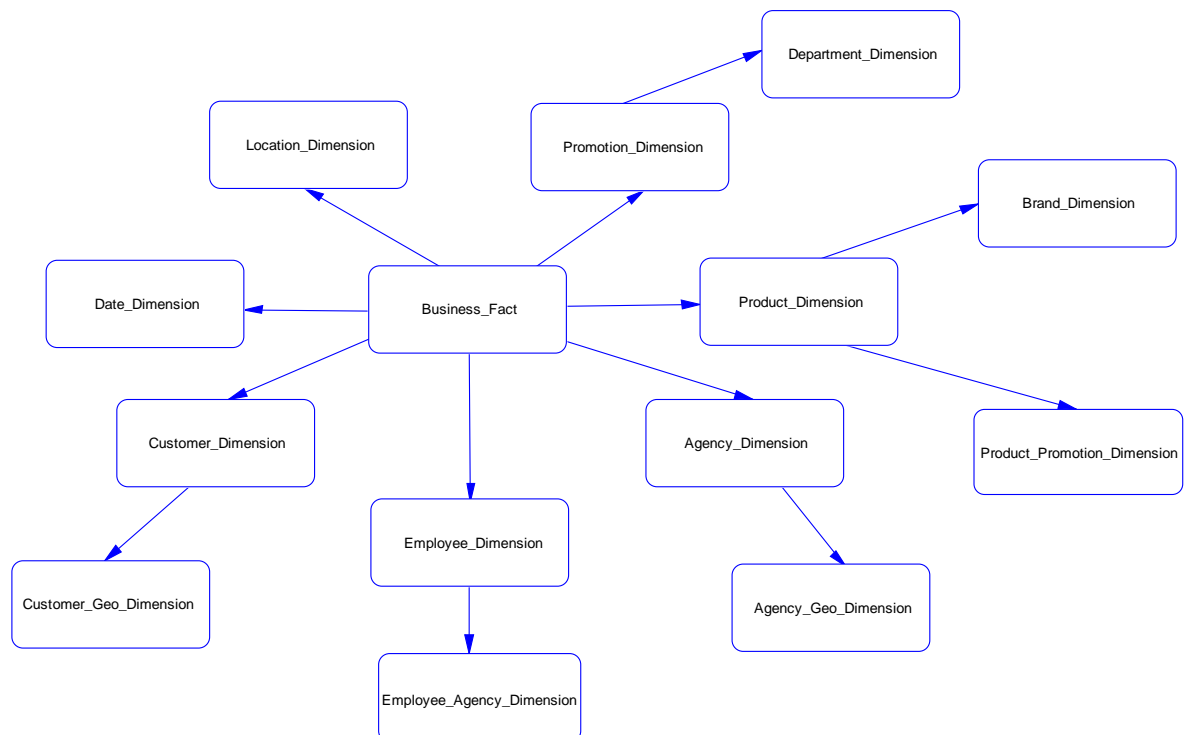 Department_Dimension
Location_Dimension
Promotion_Dimension
Brand_Dimension
Date_Dimension
Business_Fact
Product_Dimension
Customer_Dimension
Agency_Dimension
Product_Promotion_Dimension
Employee_Dimension
Customer_Geo_Dimension
Agency_Geo_Dimension
Employee_Agency_Dimension